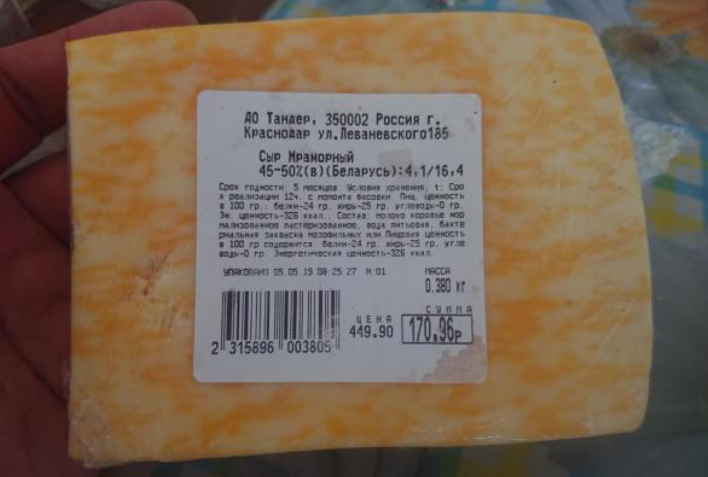 АО Тандер, 350002 Россия г.
Краснодар ул.Леваневского185
Сыр Мраморный
45-50%(в)(Беларусь):4,1/16,4
Срок годности: 5 месяцев. Условия хранения, t: Сро
к реализации 12ч. с момента фасовки. Пищ. ценность
в 100 гр.: белки-24 гр. жиры-25 гр. углеводы-0 гр.
Эн. ценность-326 ккал.. Состав: молоко коровье нор
мализованное пастеризованное, вода питьевая, бакте
риальная закваска мезофильных или Пищевая ценность
в 100 гр содержится: белки-24 гр. жиры-25 гр. угле
воды-0 гр. Энергетическая ценность-326 ккал.
УПАКОВАНО 05.05.19 08:25:27 М:01
МАССА
0.380 кг
ЦЕНА
449.90
СУММА
170,96р
2 315896 003805